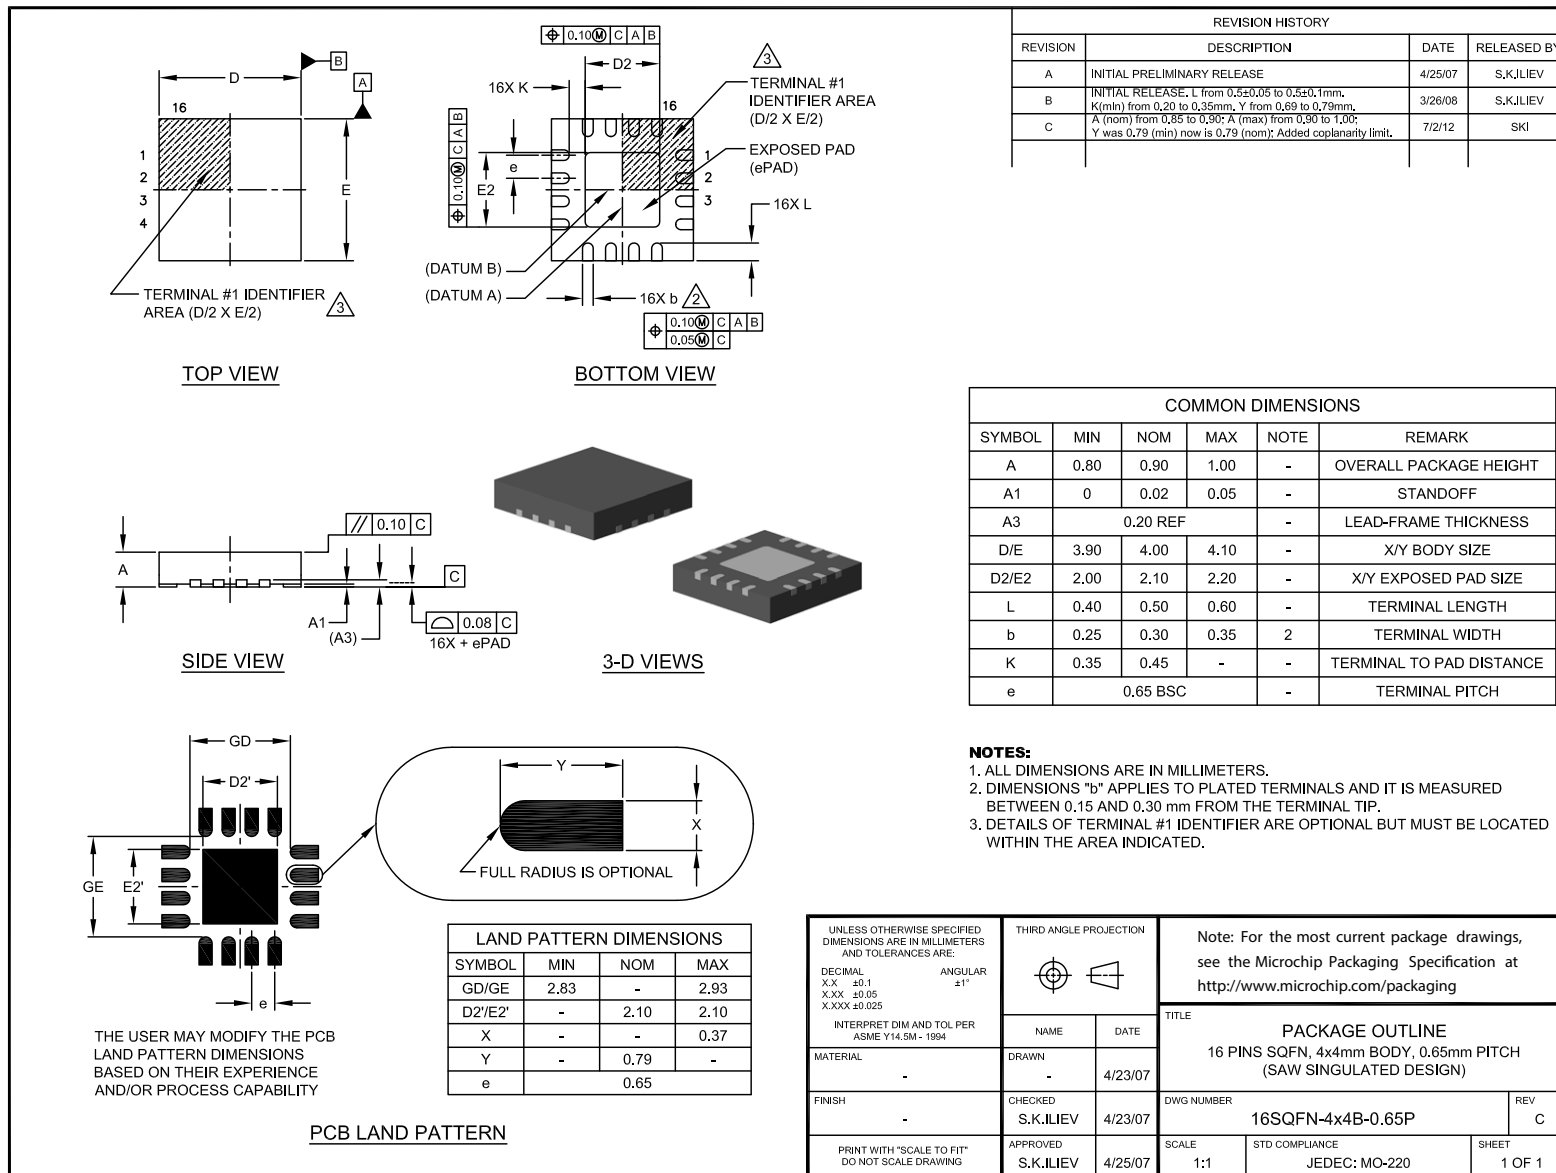 REVISION HISTORY
REVISION DESCRIPTION DATE RELEASED BY
A INITIAL PRELIMINARY RELEASE 4/25/07 S.K.ILIEV
B INITIAL RELEASE. L from 0.5±0.05 to 0.5±0.1mm.
K(min) from 0.20 to 0.35mm. Y from 0.69 to 0.79mm. 3/26/08 S.K.ILIEV
C A (nom) from 0.85 to 0.90; A (max) from 0.90 to 1.00;
Y was 0.79 (min) now is 0.79 (nom); Added coplanarity limit. 7/2/12 SKI
D
B
A
16
1
2
3
4
E
TERMINAL #1 IDENTIFIER
AREA (D/2 X E/2)
3
TOP VIEW
⌖ 0.10Ⓜ C A B
D2
16X K
16
3
TERMINAL #1
IDENTIFIER AREA
(D/2 X E/2)
EXPOSED PAD
(ePAD)
⌖ 0.10Ⓜ C A B
E2
e
1
2
3
16X L
(DATUM B)
(DATUM A)
16X b 2
⌖ 0.10Ⓜ C A B
0.05Ⓜ C
BOTTOM VIEW
// 0.10 C
A
C
A1
(A3)
⌓ 0.08 C
16X + ePAD
SIDE VIEW
3-D VIEWS
COMMON DIMENSIONS
SYMBOL MIN NOM MAX NOTE REMARK
A 0.80 0.90 1.00 - OVERALL PACKAGE HEIGHT
A1 0 0.02 0.05 - STANDOFF
A3 0.20 REF - LEAD-FRAME THICKNESS
D/E 3.90 4.00 4.10 - X/Y BODY SIZE
D2/E2 2.00 2.10 2.20 - X/Y EXPOSED PAD SIZE
L 0.40 0.50 0.60 - TERMINAL LENGTH
b 0.25 0.30 0.35 2 TERMINAL WIDTH
K 0.35 0.45 - - TERMINAL TO PAD DISTANCE
e 0.65 BSC - TERMINAL PITCH
NOTES:
1. ALL DIMENSIONS ARE IN MILLIMETERS.
2. DIMENSIONS "b" APPLIES TO PLATED TERMINALS AND IT IS MEASURED
BETWEEN 0.15 AND 0.30 mm FROM THE TERMINAL TIP.
3. DETAILS OF TERMINAL #1 IDENTIFIER ARE OPTIONAL BUT MUST BE LOCATED
WITHIN THE AREA INDICATED.
GD
D2'
GE
E2'
e
Y
X
FULL RADIUS IS OPTIONAL
THE USER MAY MODIFY THE PCB
LAND PATTERN DIMENSIONS
BASED ON THEIR EXPERIENCE
AND/OR PROCESS CAPABILITY
LAND PATTERN DIMENSIONS
SYMBOL MIN NOM MAX
GD/GE 2.83 - 2.93
D2'/E2' - 2.10 2.10
X - - 0.37
Y - 0.79 -
e 0.65
PCB LAND PATTERN
UNLESS OTHERWISE SPECIFIED
DIMENSIONS ARE IN MILLIMETERS
AND TOLERANCES ARE:
DECIMAL ANGULAR
X.X ±0.1 ±1°
X.XX ±0.05
X.XXX ±0.025
INTERPRET DIM AND TOL PER
ASME Y14.5M - 1994
MATERIAL
-
FINISH
-
PRINT WITH "SCALE TO FIT"
DO NOT SCALE DRAWING
THIRD ANGLE PROJECTION
NAME DATE
DRAWN
- 4/23/07
CHECKED
S.K.ILIEV 4/23/07
APPROVED
S.K.ILIEV 4/25/07
Note: For the most current package drawings,
see the Microchip Packaging Specification at
http://www.microchip.com/packaging
TITLE
PACKAGE OUTLINE
16 PINS SQFN, 4x4mm BODY, 0.65mm PITCH
(SAW SINGULATED DESIGN)
DWG NUMBER
16SQFN-4x4B-0.65P
REV
C
SCALE
1:1
STD COMPLIANCE
JEDEC: MO-220
SHEET
1 OF 1